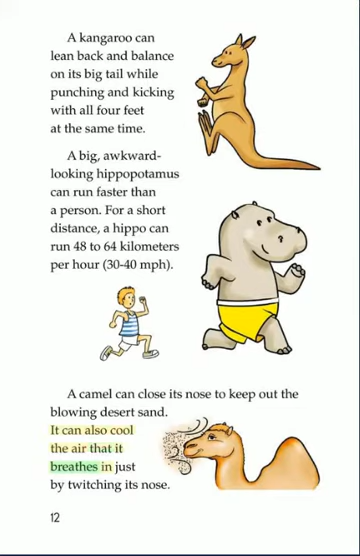 A kangaroo can
lean back and balance
on its big tail while
punching and kicking
with all four feet
at the same time.
A big, awkward-
looking hippopotamus
can run faster than
a person. For a short
distance, a hippo can
run 48 to 64 kilometers
per hour (30-40 mph).
A camel can close its nose to keep out the
blowing desert sand.
It can also cool
the air that it
breathes in just
by twitching its nose.
12